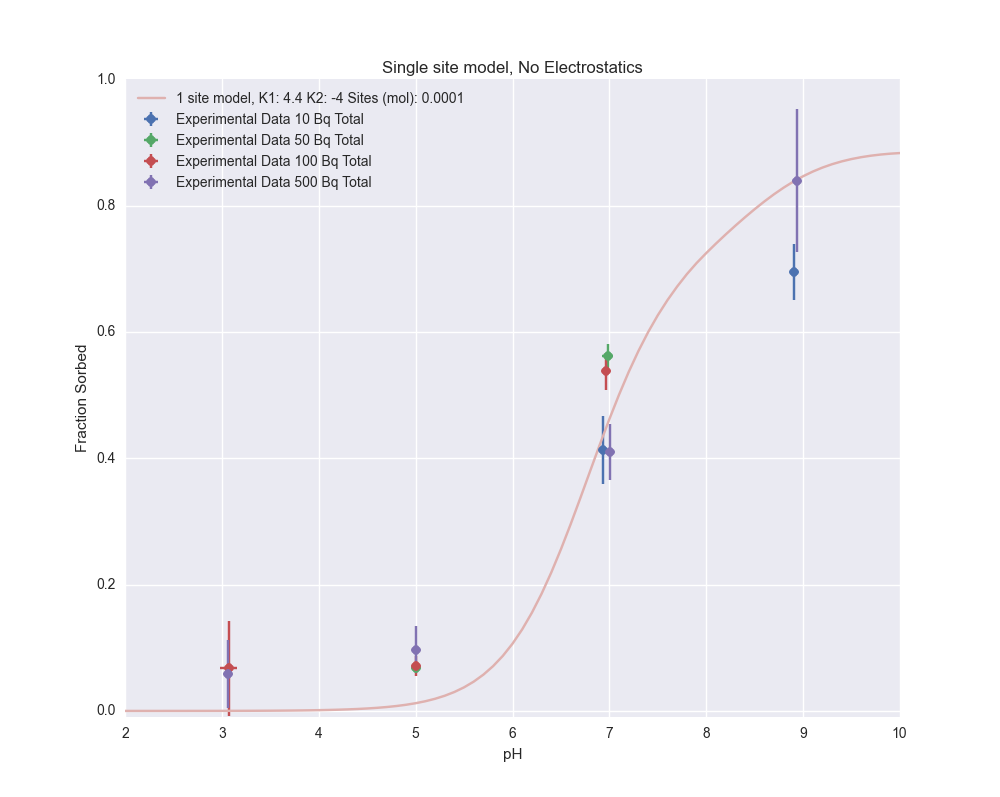 Single site model, No Electrostatics
1 site model, K1: 4.4 K2: -4 Sites (mol): 0.0001
Experimental Data 10 Bq Total
Experimental Data 50 Bq Total
Experimental Data 100 Bq Total
Experimental Data 500 Bq Total
1.0
0.8
0.6
0.4
0.2
0.0
Fraction Sorbed
2 3 4 5 6 7 8 9 10
pH